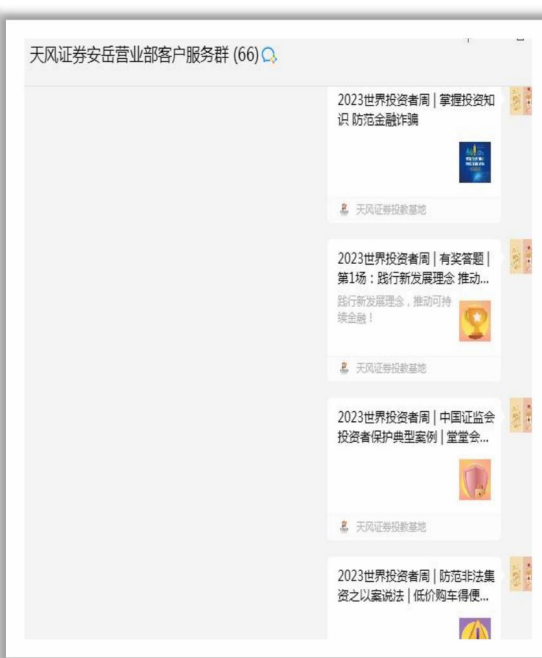 天风证券安岳营业部客户服务群 (66)
2023世界投资者周 | 掌握投资知
识 防范金融诈骗
天风证券投教基地
2023世界投资者周 | 有奖答题 |
第1场：践行新发展理念 推动...
践行新发展理念，推动可持
续金融！
天风证券投教基地
2023世界投资者周 | 中国证监会
投资者保护典型案例 | 堂堂会...
天风证券投教基地
2023世界投资者周 | 防范非法集
资之以案说法 | 低价购车得便...